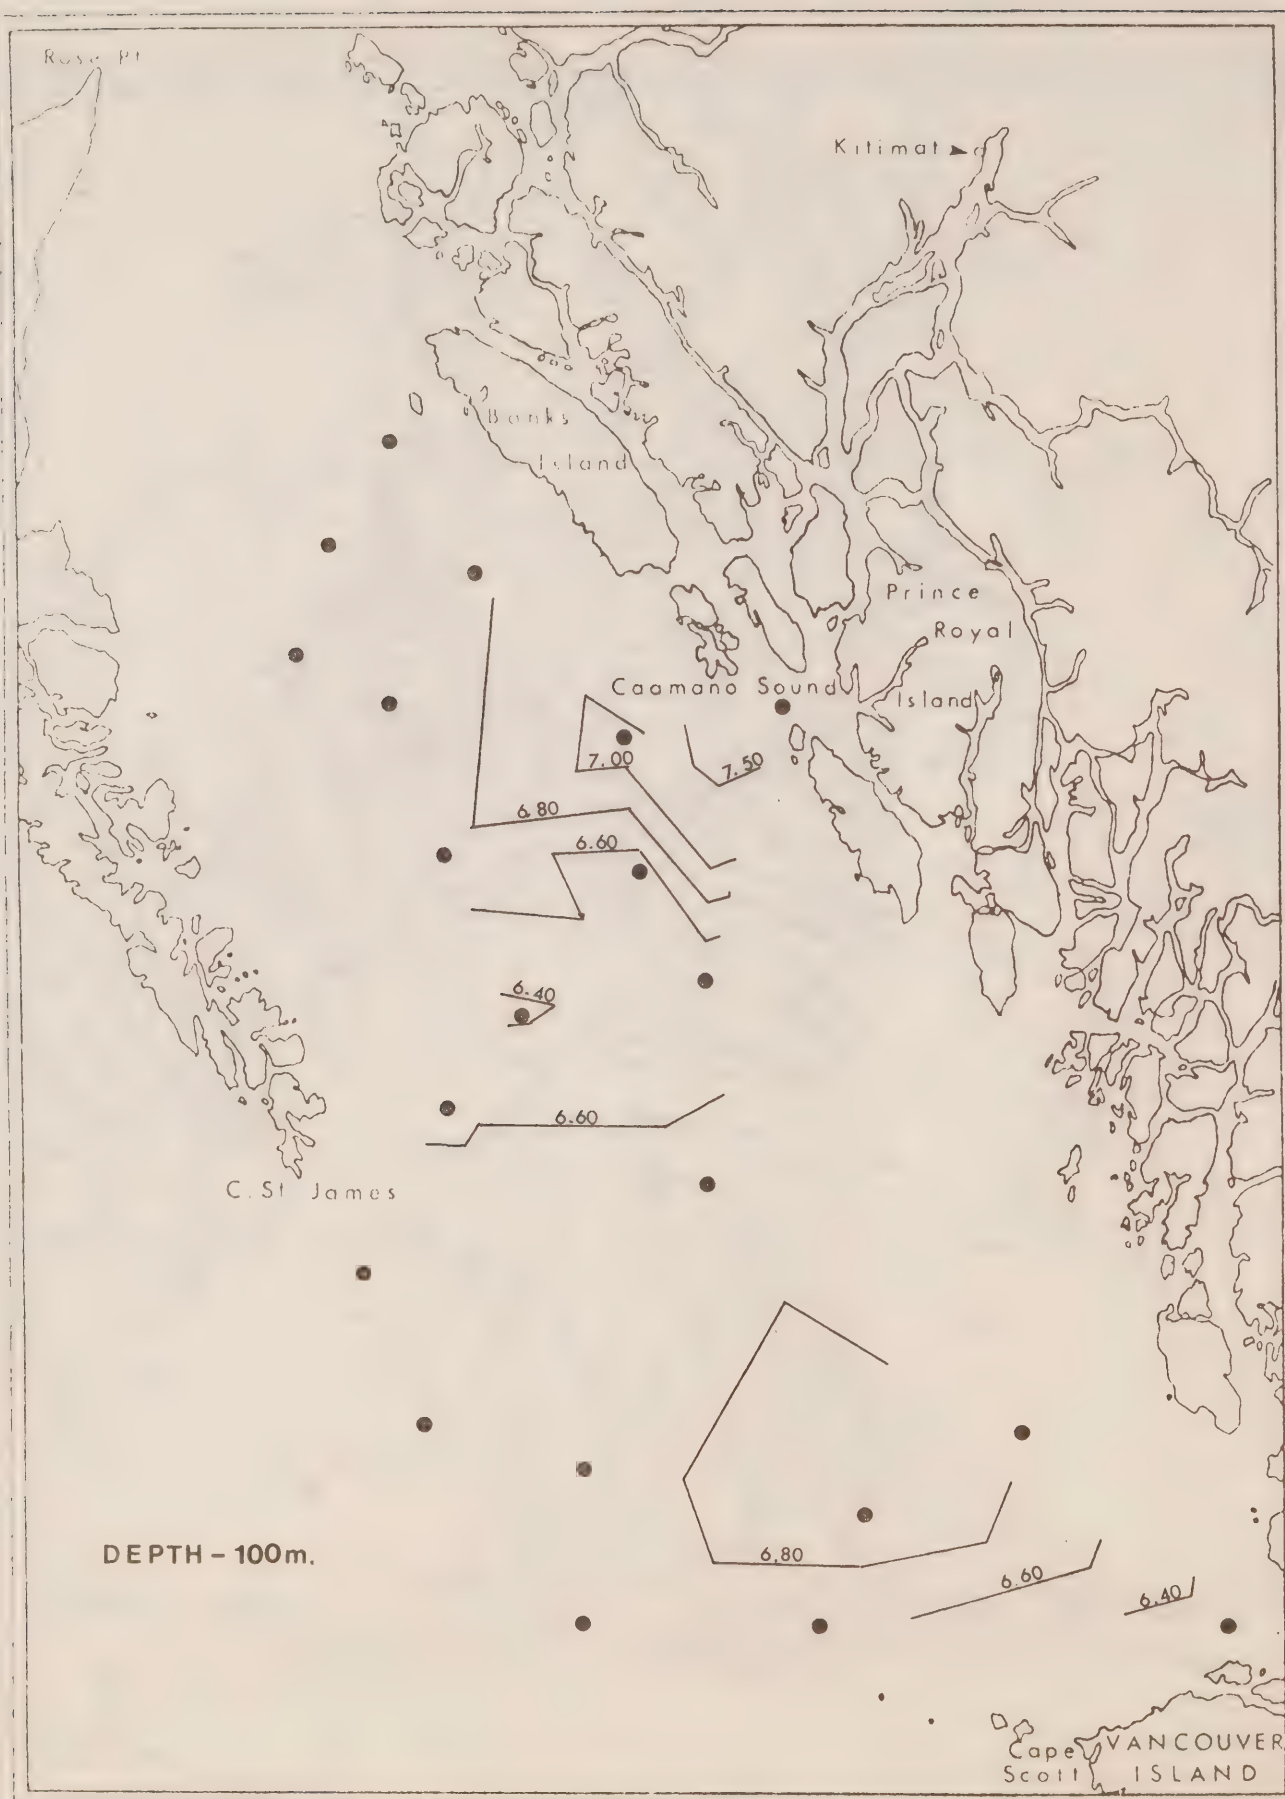 Rose Pt
Kitimat
Banks
Island
Prince
Royal
Island
Caamano Sound
7.00
7.50
6.80
6.60
6.40
6.60
C. St James
DEPTH - 100m.
6.80
6.60
6.40
Cape
Scott
VANCOUVER
ISLAND